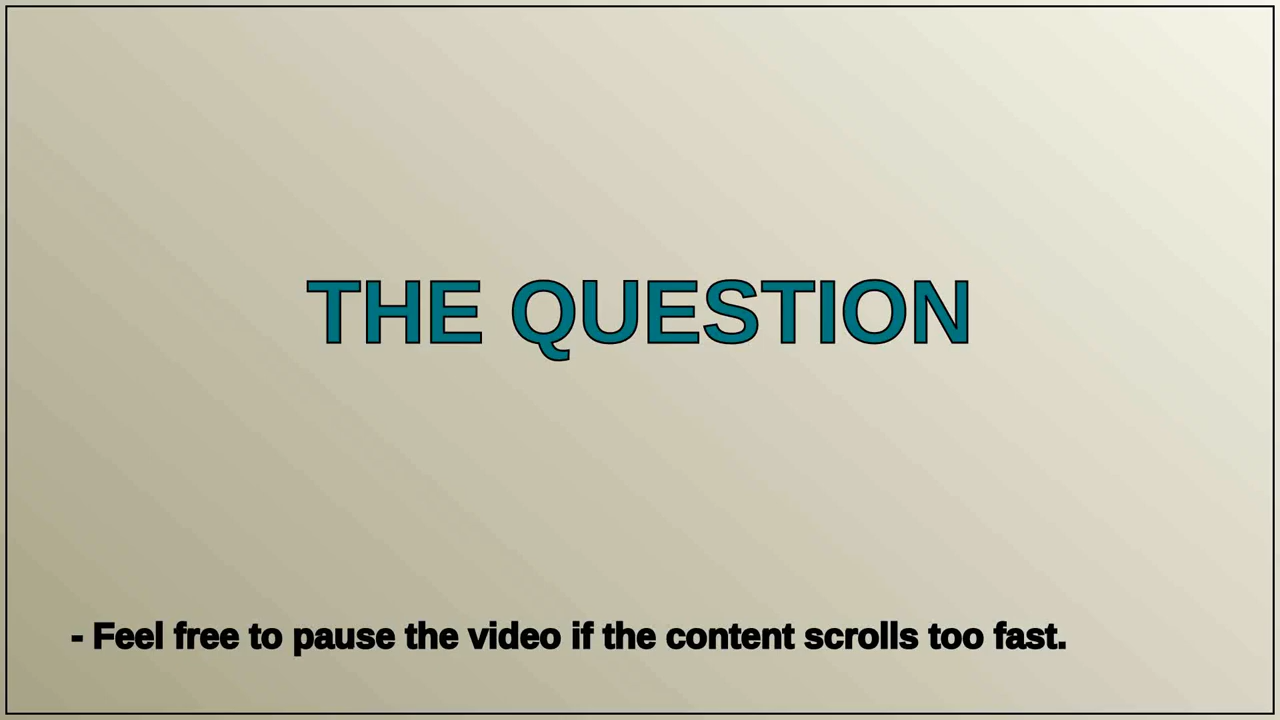 THE QUESTION
- Feel free to pause the video if the content scrolls too fast.